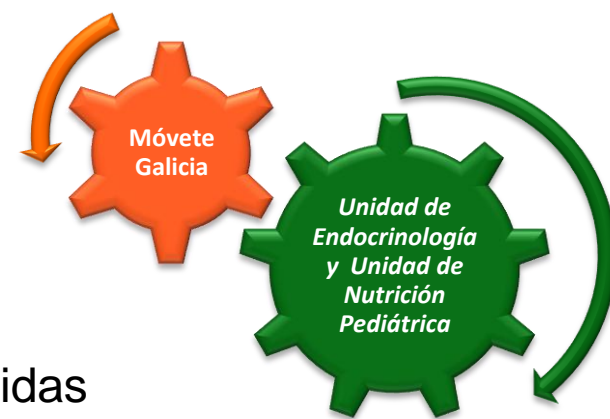 Móvete
Galicia
Unidad de
Endocrinología
y Unidad de
Nutrición
Pediátrica
idas